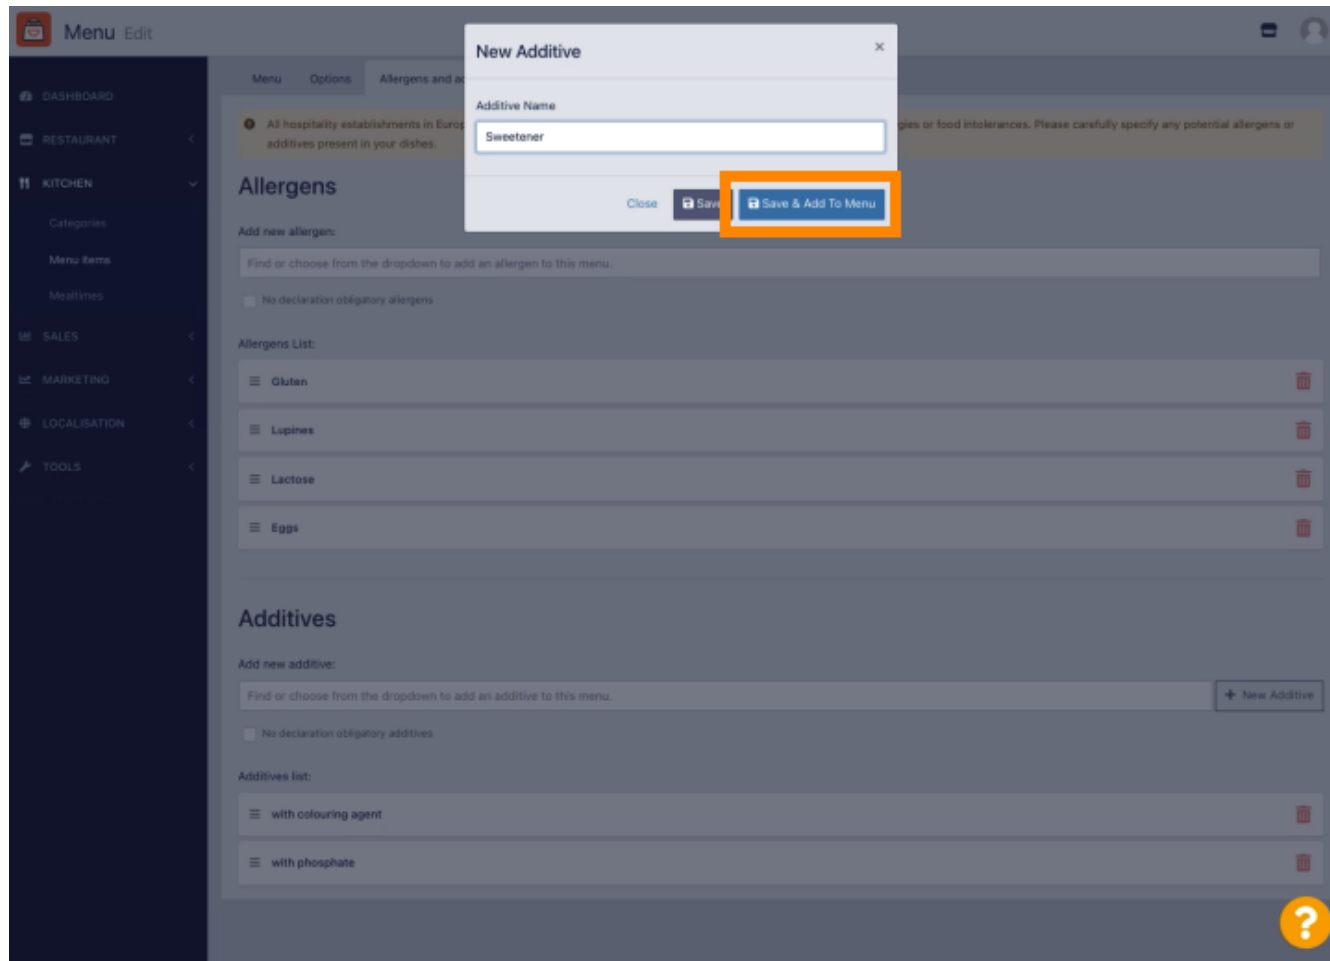 Menu Edit
New Additive
×
Menu Options Allergens and ad
DASHBOARD
Additive Name
All hospitality establishments in Europ
gies or food intolerances. Please carefully specify any potential allergens or
Sweetener
RESTAURANT
additives present in your dishes.
KITCHEN
Allergens
Close
Save
Save & Add To Menu
Categories
Add new allergen:
Menu Items
Find or choose from the dropdown to add an allergen to this menu.
Mealtimes
No declaration obligatory allergens
SALES
Allergens List:
MARKETING
Gluten
LOCALISATION
Lupines
TOOLS
Lactose
Eggs
Additives
Add new additive:
Find or choose from the dropdown to add an additive to this menu.
+ New Additive
No declaration obligatory additives
Additives list:
with colouring agent
with phosphate
?